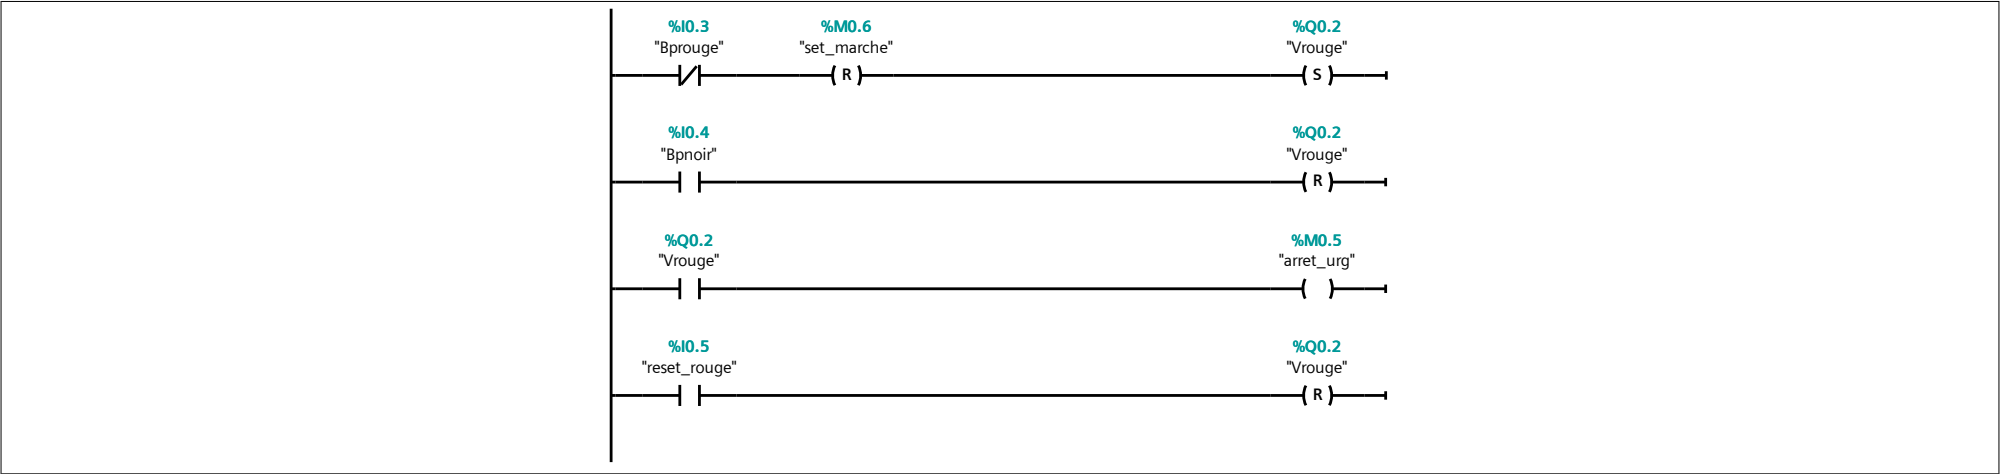 %I0.3 %M0.6 %Q0.2
"Bprouge" "set_marche" "Vrouge"
R S
%I0.4 %Q0.2
"Bpnoir" "Vrouge"
R
%Q0.2 %M0.5
"Vrouge" "arret_urg"
%I0.5 %Q0.2
"reset_rouge" "Vrouge"
R